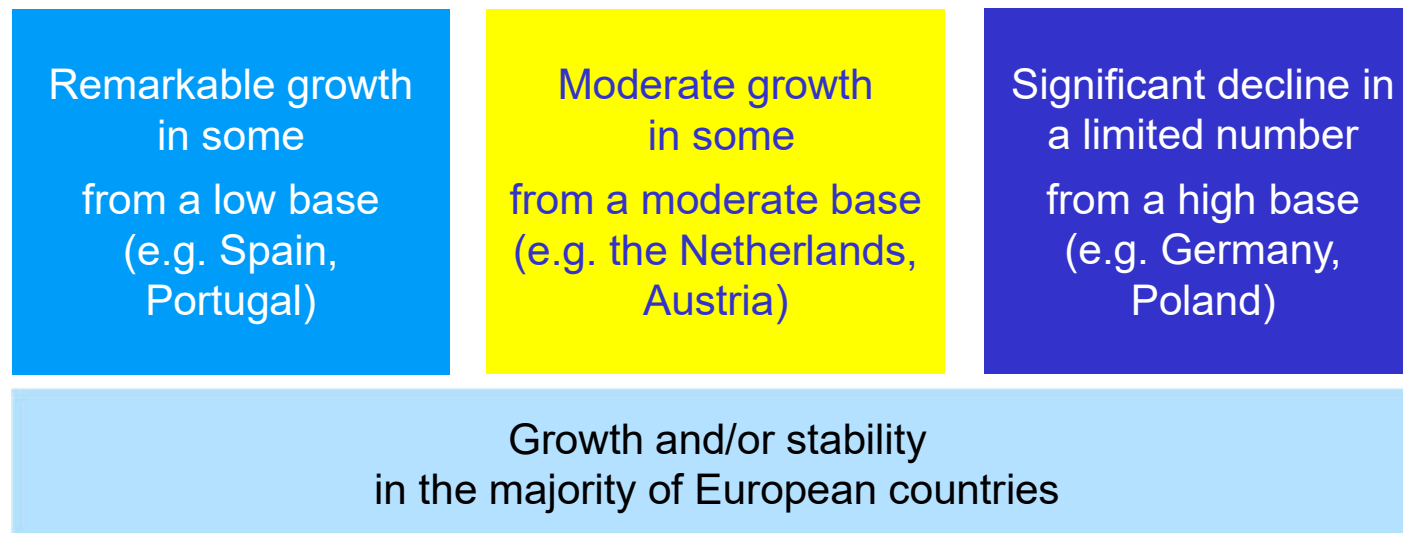 Remarkable growth
in some
from a low base
(e.g. Spain,
Portugal)
Moderate growth
in some
from a moderate base
(e.g. the Netherlands,
Austria)
Significant decline in
a limited number
from a high base
(e.g. Germany,
Poland)
Growth and/or stability
in the majority of European countries